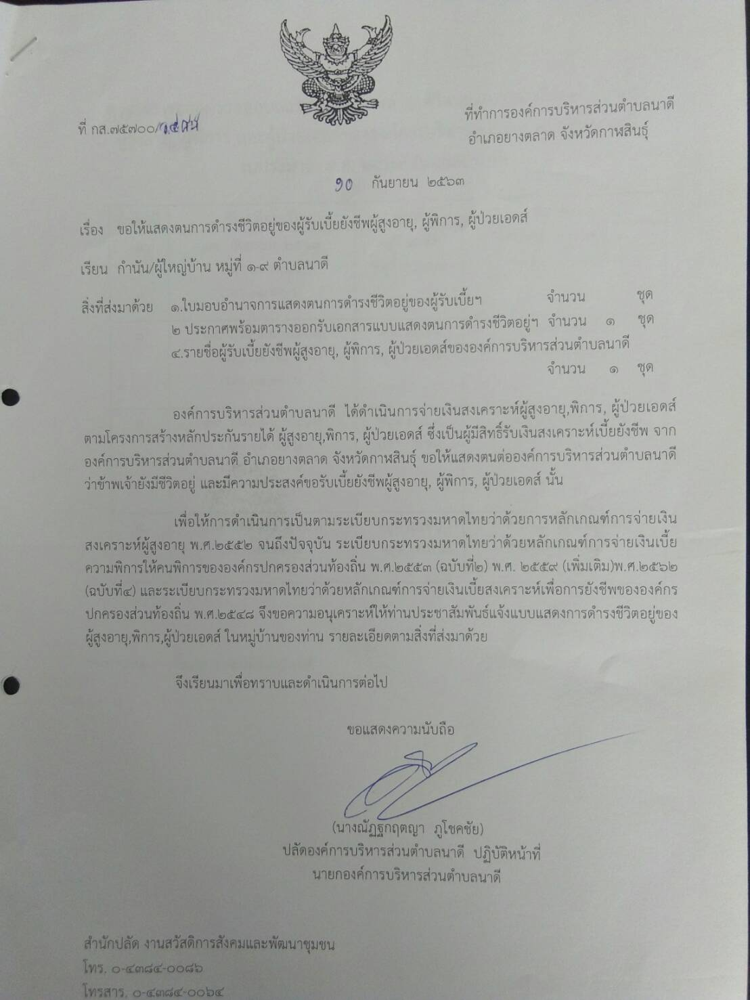 ที่ กส.๗๕๗๐๐/
ที่ทำการองค์การบริหารส่วนตำบลนาดี
อำเภอยางตลาด จังหวัดกาฬสินธุ์
๑๐ กันยายน ๒๕๖๓
เรื่อง ขอให้แสดงตนการดำรงชีวิตอยู่ของผู้รับเบี้ยยังชีพผู้สูงอายุ, ผู้พิการ, ผู้ป่วยเอดส์
เรียน กำนัน/ผู้ใหญ่บ้าน หมู่ที่ ๑-๙ ตำบลนาดี
สิ่งที่ส่งมาด้วย ๑.ใบมอบอำนาจการแสดงตนการดำรงชีวิตอยู่ของผู้รับเบี้ยฯ จำนวน ชุด
๒ ประกาศพร้อมตารางออกรับเอกสารแบบแสดงตนการดำรงชีวิตอยู่ฯ จำนวน ๑ ชุด
๔.รายชื่อผู้รับเบี้ยยังชีพผู้สูงอายุ, ผู้พิการ, ผู้ป่วยเอดส์ขององค์การบริหารส่วนตำบลนาดี
จำนวน ๑ ชุด
องค์การบริหารส่วนตำบลนาดี ได้ดำเนินการจ่ายเงินสงเคราะห์ผู้สูงอายุ,พิการ, ผู้ป่วยเอดส์
ตามโครงการสร้างหลักประกันรายได้ ผู้สูงอายุ,พิการ, ผู้ป่วยเอดส์ ซึ่งเป็นผู้มีสิทธิ์รับเงินสงเคราะห์เบี้ยยังชีพ จาก
องค์การบริหารส่วนตำบลนาดี อำเภอยางตลาด จังหวัดกาฬสินธุ์ ขอให้แสดงตนต่อองค์การบริหารส่วนตำบลนาดี
ว่าข้าพเจ้ายังมีชีวิตอยู่ และมีความประสงค์ขอรับเบี้ยยังชีพผู้สูงอายุ, ผู้พิการ, ผู้ป่วยเอดส์ นั้น
เพื่อให้การดำเนินการเป็นตามระเบียบกระทรวงมหาดไทยว่าด้วยการหลักเกณฑ์การจ่ายเงิน
สงเคราะห์ผู้สูงอายุ พ.ศ.๒๕๕๒ จนถึงปัจจุบัน ระเบียบกระทรวงมหาดไทยว่าด้วยหลักเกณฑ์การจ่ายเงินเบี้ย
ความพิการให้คนพิการขององค์กรปกครองส่วนท้องถิ่น พ.ศ.๒๕๕๓ (ฉบับที่๒) พ.ศ. ๒๕๕๙ (เพิ่มเติม)พ.ศ.๒๕๖๒
(ฉบับที่๔) และระเบียบกระทรวงมหาดไทยว่าด้วยหลักเกณฑ์การจ่ายเงินเบี้ยสงเคราะห์เพื่อการยังชีพขององค์กร
ปกครองส่วนท้องถิ่น พ.ศ.๒๕๔๘ จึงขอความอนุเคราะห์ให้ท่านประชาสัมพันธ์แจ้งแบบแสดงการดำรงชีวิตอยู่ของ
ผู้สูงอายุ,พิการ,ผู้ป่วยเอดส์ ในหมู่บ้านของท่าน รายละเอียดตามสิ่งที่ส่งมาด้วย
จึงเรียนมาเพื่อทราบและดำเนินการต่อไป
ขอแสดงความนับถือ
(นางณัฏฐกฤตญา ภูโชคชัย)
ปลัดองค์การบริหารส่วนตำบลนาดี ปฏิบัติหน้าที่
นายกองค์การบริหารส่วนตำบลนาดี
สำนักปลัด งานสวัสดิการสังคมและพัฒนาชุมชน
โทร. ๐-๔๓๘๔-๐๐๘๖
โทรสาร. ๐-๔๓๘๔-๐๐๖๔